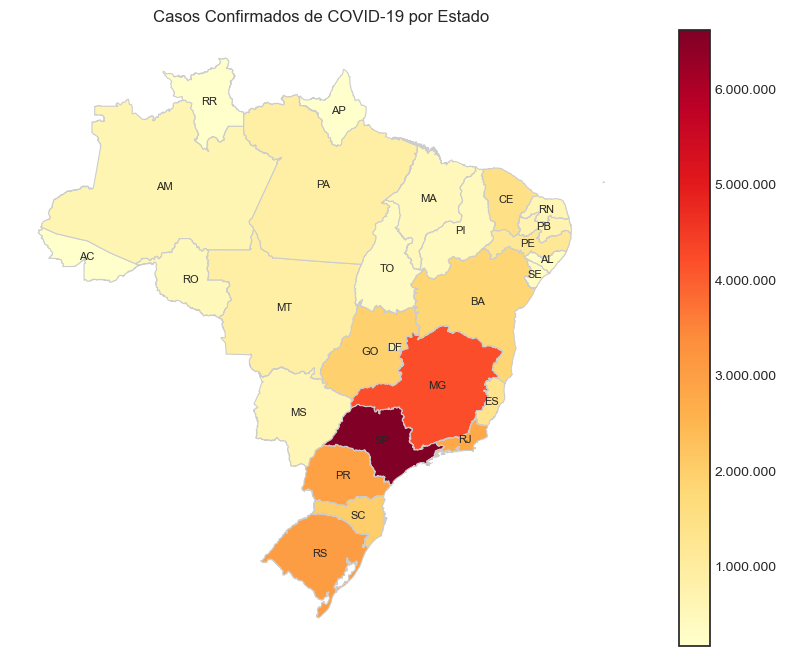 Casos Confirmados de COVID-19 por Estado
RR
AP
AM
PA
MA
CE
RN
PI
PB
PE
AC
TO
AL
RO
SE
MT
BA
GO
DF
MG
MS
ES
SP
RJ
PR
SC
RS
6.000.000
5.000.000
4.000.000
3.000.000
2.000.000
1.000.000